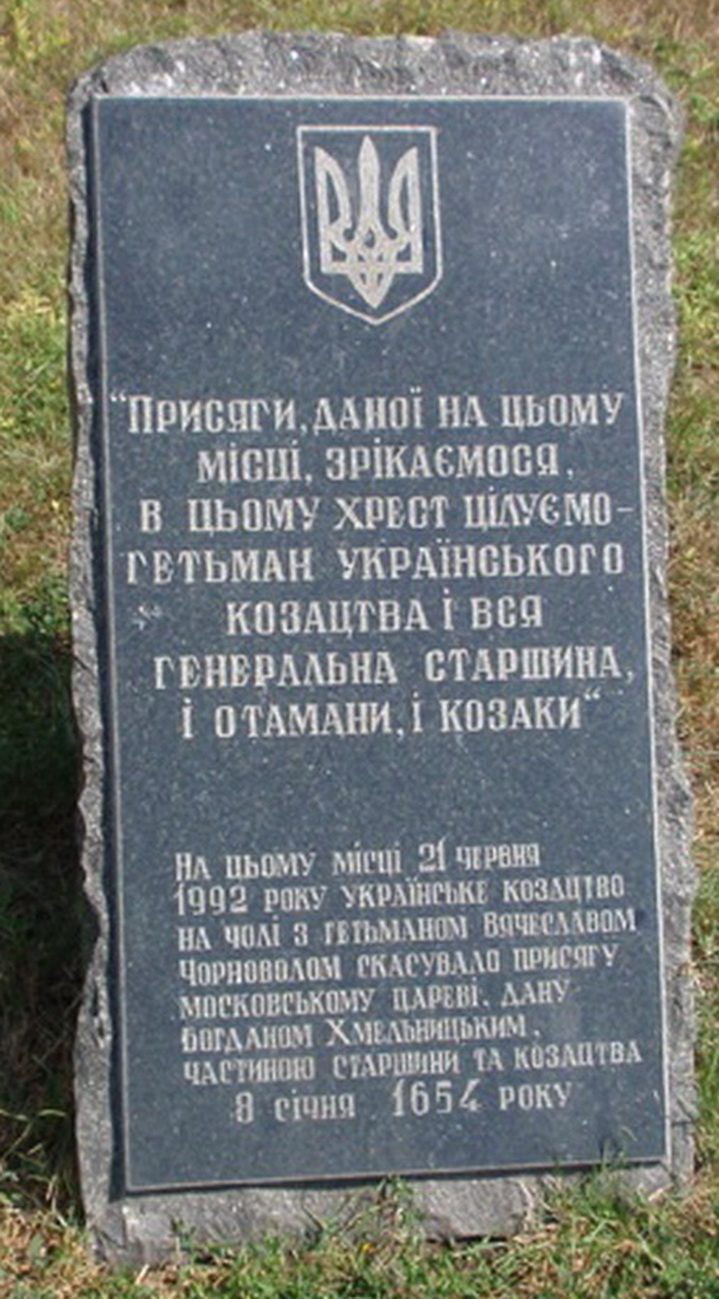 “ПРИСЯГИ, ДАНОЇ НА ЦЬОМУ
МІСЦІ, ЗРІКАЄМОСЯ,
В ЦЬОМУ ХРЕСТ ЦІЛУЄМО-
ГЕТЬМАН УКРАЇНСЬКОГО
КОЗАЦТВА І ВСЯ
ГЕНЕРАЛЬНА СТАРШИНА,
І ОТАМАНИ, І КОЗАКИ“
НА ЦЬОМУ МІСЦІ 21 ЧЕРВНЯ
1992 РОКУ УКРАЇНСЬКЕ КОЗАЦТВО
НА ЧОЛІ З ГЕТЬМАНОМ ВЯЧЕСЛАВОМ
ЧОРНОВОЛОМ СКАСУВАЛО ПРИСЯГУ
МОСКОВСЬКОМУ ЦАРЕВІ, ДАНУ
БОГДАНОМ ХМЕЛЬНИЦЬКИМ,
ЧАСТИНОЮ СТАРШИНИ ТА КОЗАЦТВА
8 СІЧНЯ 1654 РОКУ